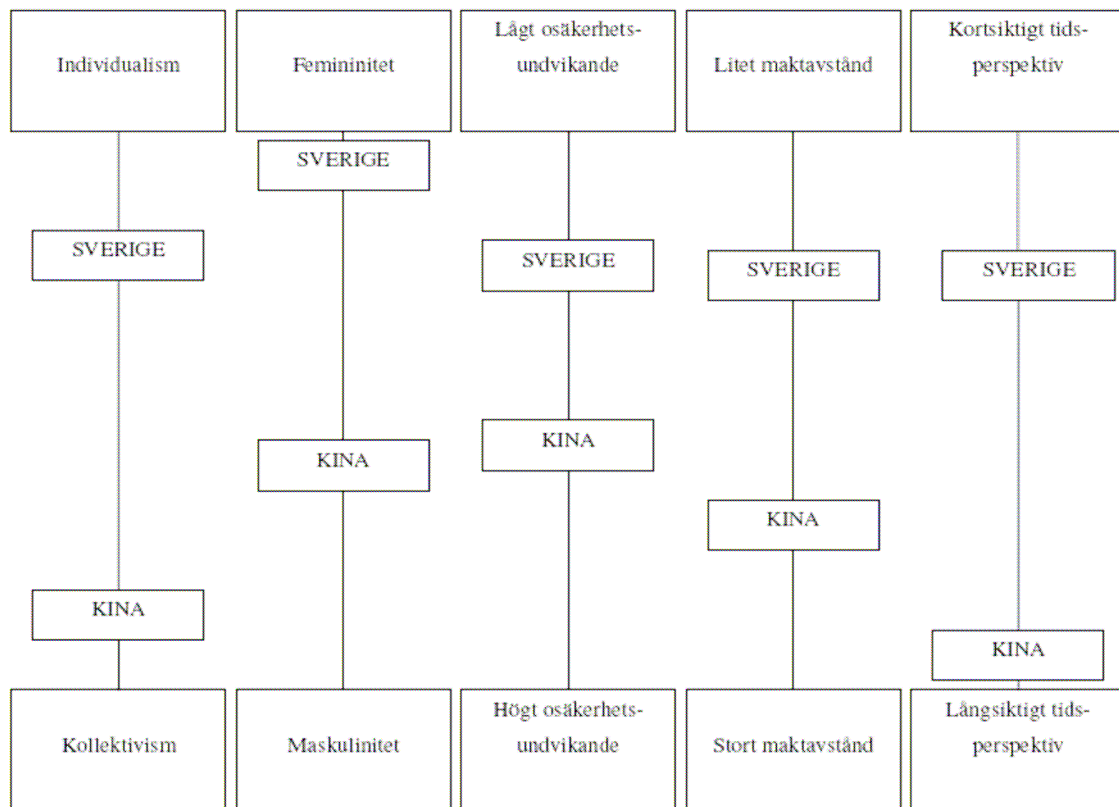 Individualism
Femininitet
Lågt osäkerhets-
undvikande
Litet maktavstånd
Kortsiktigt tids-
perspektiv
SVERIGE
SVERIGE
SVERIGE
SVERIGE
SVERIGE
KINA
KINA
KINA
KINA
KINA
Kollektivism
Maskulinitet
Högt osäkerhets-
undvikande
Stort maktavstånd
Långsiktigt tids-
perspektiv